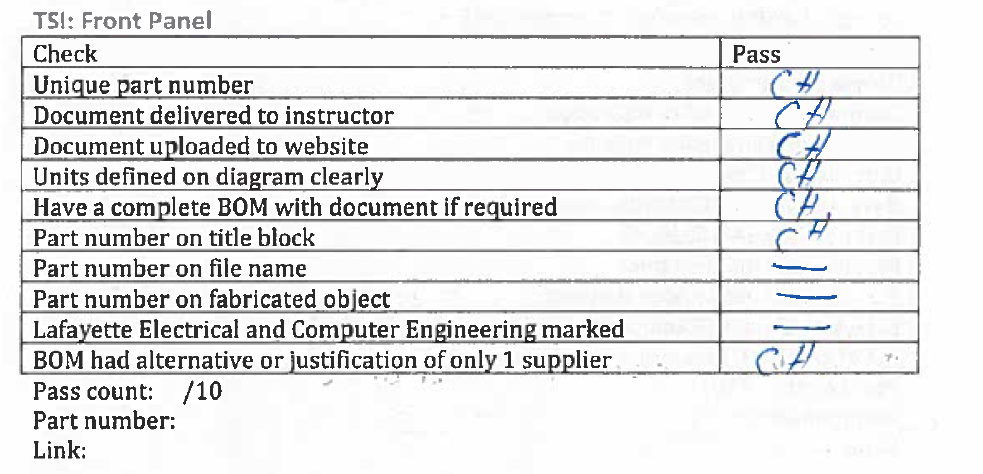 TSI: Front Panel
Check Pass
Unique part number CH
Document delivered to instructor CH
Document uploaded to website CH
Units defined on diagram clearly CH
Have a complete BOM with document if required CH
Part number on title block CH
Part number on file name —
Part number on fabricated object —
Lafayette Electrical and Computer Engineering marked —
BOM had alternative or justification of only 1 supplier CH
Pass count: /10
Part number:
Link: